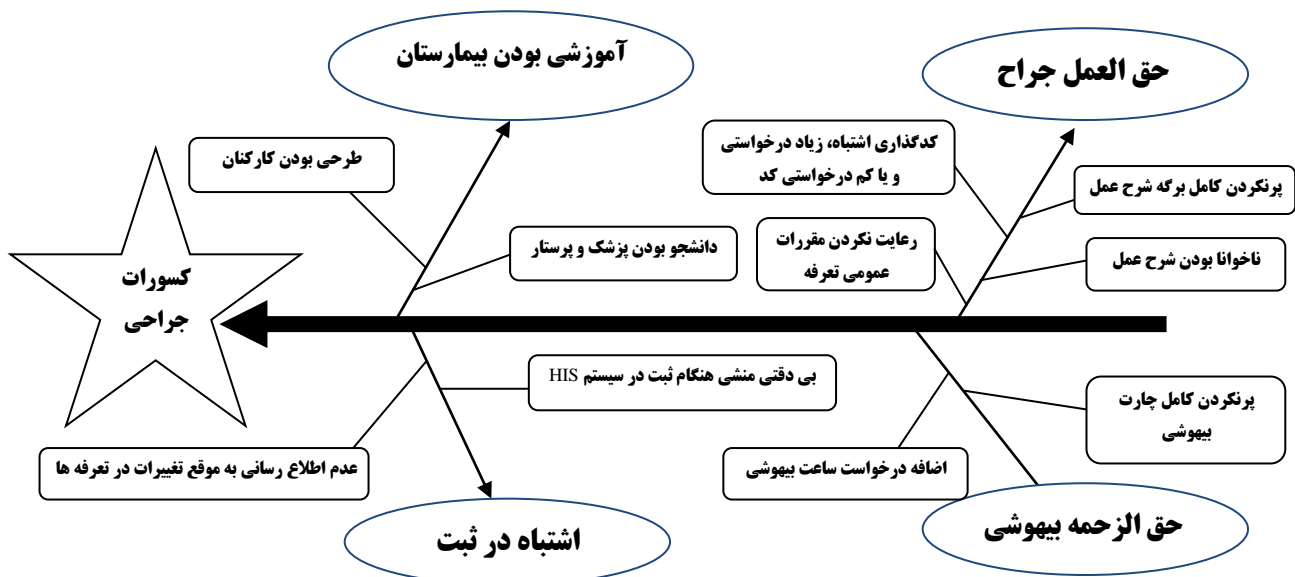 حق العمل جراح
آموزشی بودن بیمارستان
کدگذاری اشتباه، زیاد درخواستی
و یا کم درخواستی کد
پرنکردن کامل برگه شرح عمل
رعایت نکردن مقررات
عمومی تعرفه
ناخوانا بودن شرح عمل
طرحی بودن کارکنان
دانشجو بودن پزشک و پرستار
کسورات
جراحی
بی دقتی منشی هنگام ثبت در سیستم HIS
عدم اطلاع رسانی به موقع تغییرات در تعرفه ها
پرنکردن کامل چارت
بیهوشی
اضافه درخواست ساعت بیهوشی
حق الزحمه بیهوشی
اشتباه در ثبت